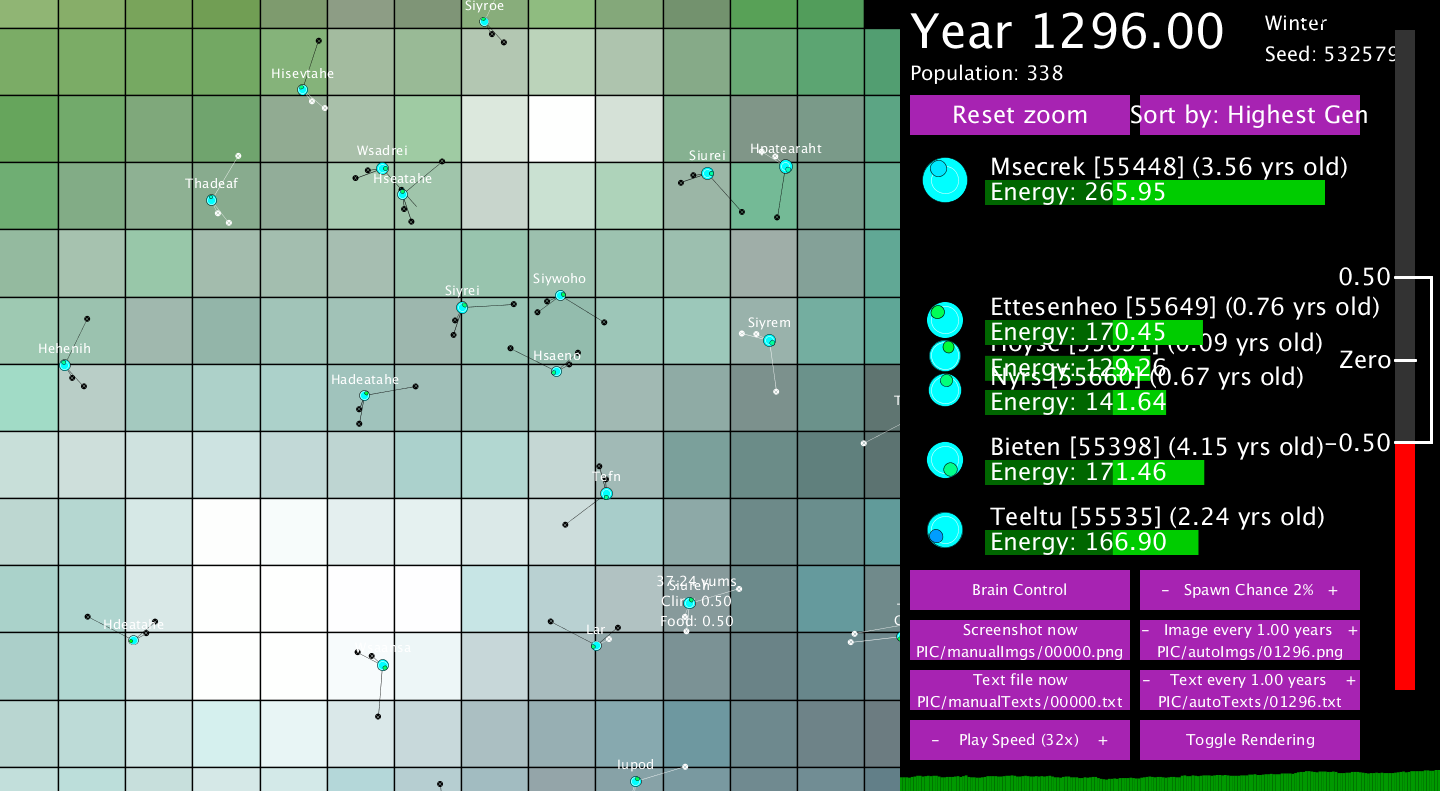 Siyroe
Hisevtahe
Wsadrei
Hseatahe
Thadeaf
Siurei
Hpatearaht
Siyrei
Siywoho
Siyrem
Hehenih
Hsaeno
Hadeatahe
Tefn
37.24 yums
Clim: 0.50
Food: 0.50
Lar
Iupod
Year 1296.00
Winter
Seed: 532579
Population: 338
Reset zoom
Sort by: Highest Gen
Msecrek [55448] (3.56 yrs old)
Energy: 265.95
Ettesenheo [55649] (0.76 yrs old)
Energy: 170.45
Energy: 129.26
Nyrs [55660] (0.67 yrs old)
Energy: 141.64
Bieten [55398] (4.15 yrs old)
Energy: 171.46
Teeltu [55535] (2.24 yrs old)
Energy: 166.90
0.50
Zero
-0.50
Brain Control
- Spawn Chance 2% +
Screenshot now
PIC/manualImgs/00000.png
- Image every 1.00 years +
PIC/autoImgs/01296.png
Text file now
PIC/manualTexts/00000.txt
- Text every 1.00 years +
PIC/autoTexts/01296.txt
- Play Speed (32x) +
Toggle Rendering